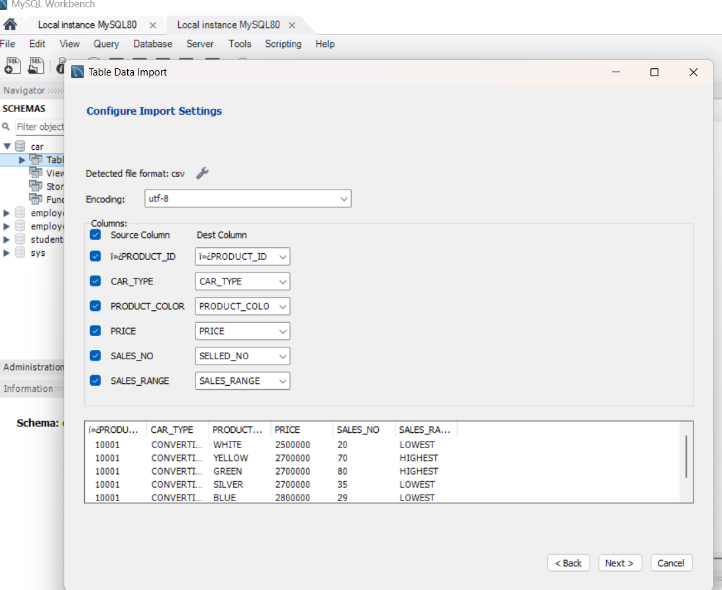 MySQL Workbench
Local instance MySQL80 × Local instance MySQL80 ×
File Edit View Query Database Server Tools Scripting Help
Navigator
SCHEMAS
Filter object
car
Tabl
View
Stor
Func
employe
employe
student
sys
Administration
Information
Schema:
Table Data Import
Configure Import Settings
Detected file format: csv
Encoding: utf-8
Columns:
Source Column Dest Column
ï»¿PRODUCT_ID ï»¿PRODUCT_ID
CAR_TYPE CAR_TYPE
PRODUCT_COLOR PRODUCT_COLO
PRICE PRICE
SALES_NO SELLED_NO
SALES_RANGE SALES_RANGE
ï»¿PRODU... CAR_TYPE PRODUCT... PRICE SALES_NO SALES_RA...
10001 CONVERTI... WHITE 2500000 20 LOWEST
10001 CONVERTI... YELLOW 2700000 70 HIGHEST
10001 CONVERTI... GREEN 2700000 80 HIGHEST
10001 CONVERTI... SILVER 2700000 35 LOWEST
10001 CONVERTI... BLUE 2800000 29 LOWEST
< Back Next > Cancel